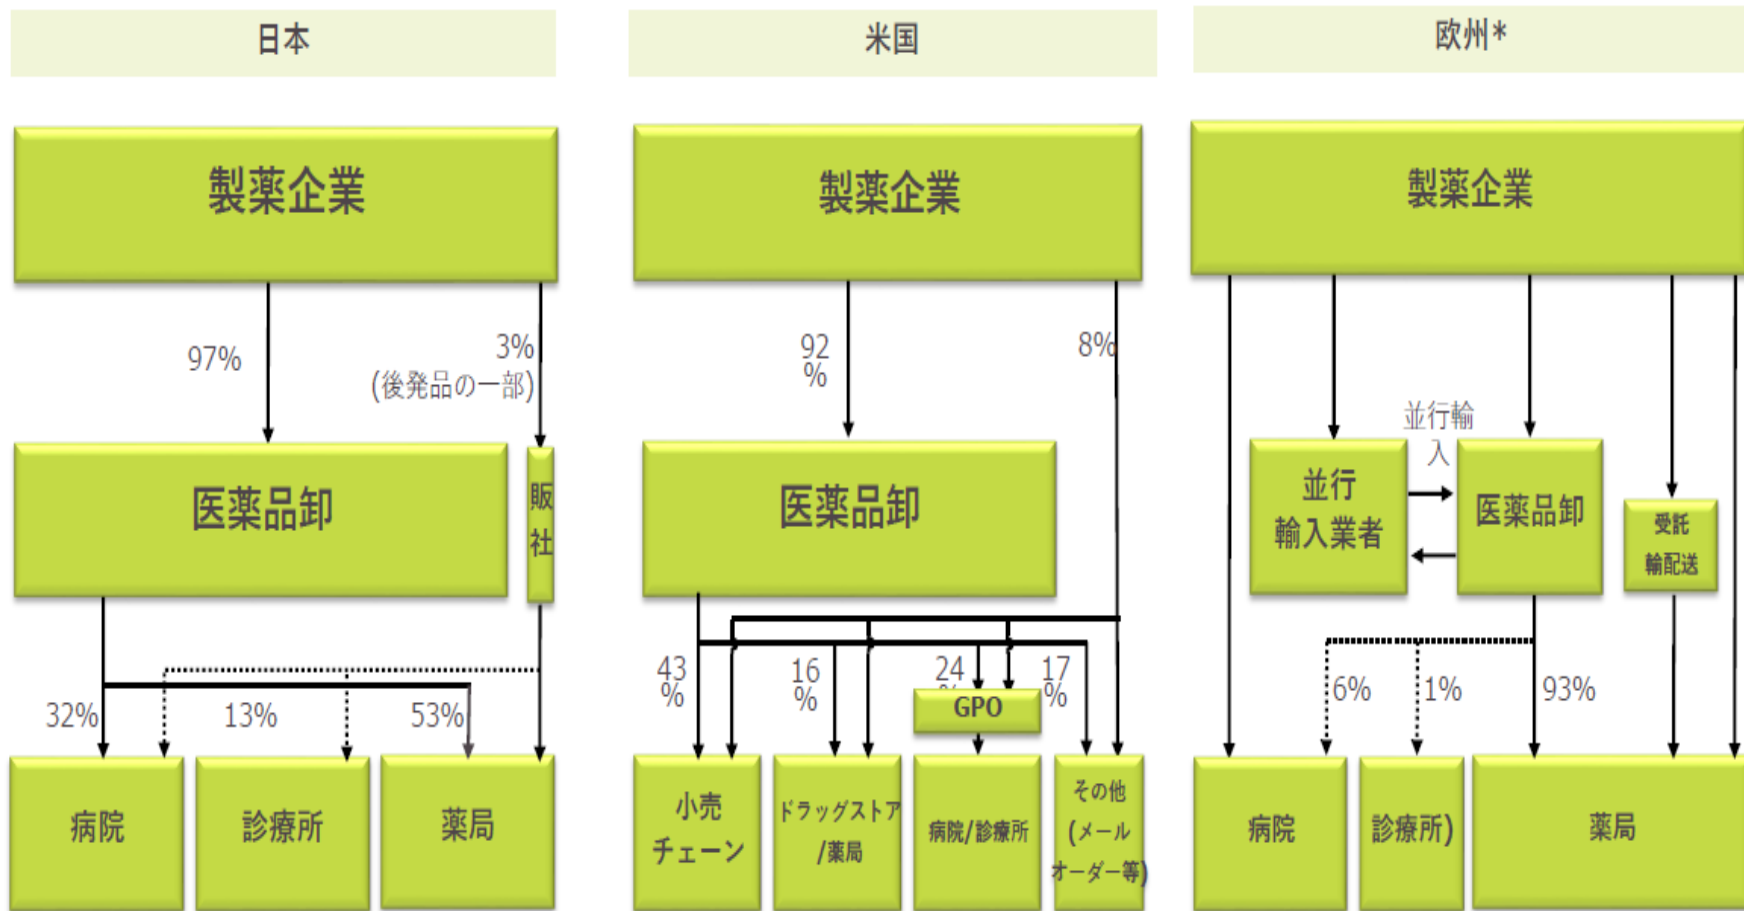 日本
製薬企業
97%
3%
(後発品の一部)
医薬品卸
販
社
32%
13%
53%
病院
診療所
薬局
米国
製薬企業
92
%
8%
医薬品卸
43
%
16
%
24
%
17
%
GPO
小売
チェーン
ドラッグストア
/薬局
病院/診療所
その他
(メール
オーダー等)
欧州*
製薬企業
並行輸
入
並行
輸入業者
医薬品卸
受託
輸配送
6%
1%
93%
病院
診療所)
薬局